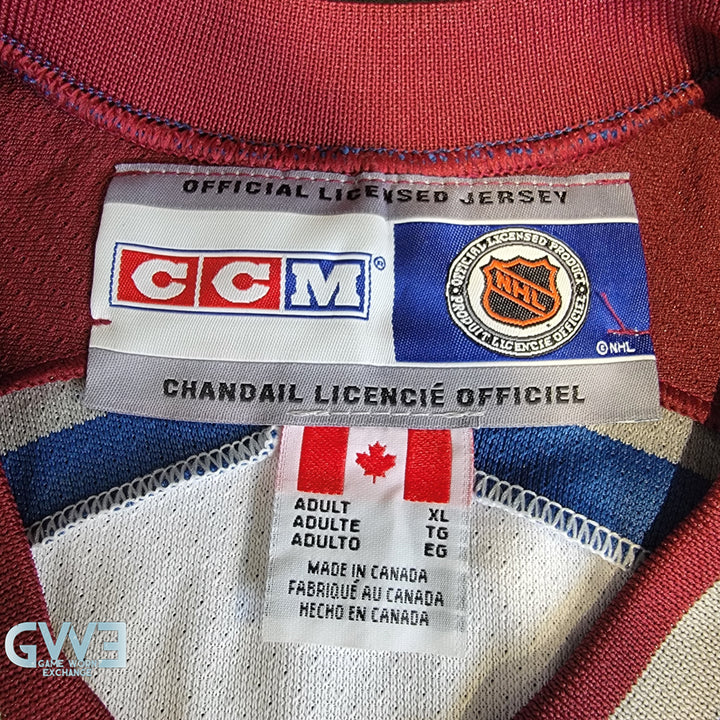 OFFICIAL LICENSED JERSEY
CCM®
OFFICIAL LICENSED PRODUCT
NHL
PRODUIT LICENCIE OFFICIEL
©NHL
CHANDAIL LICENCIÉ OFFICIEL
ADULT XL
ADULTE TG
ADULTO EG
MADE IN CANADA
FABRIQUÉ AU CANADA
HECHO EN CANADA
GWE
GAME WORN
EXCHANGE